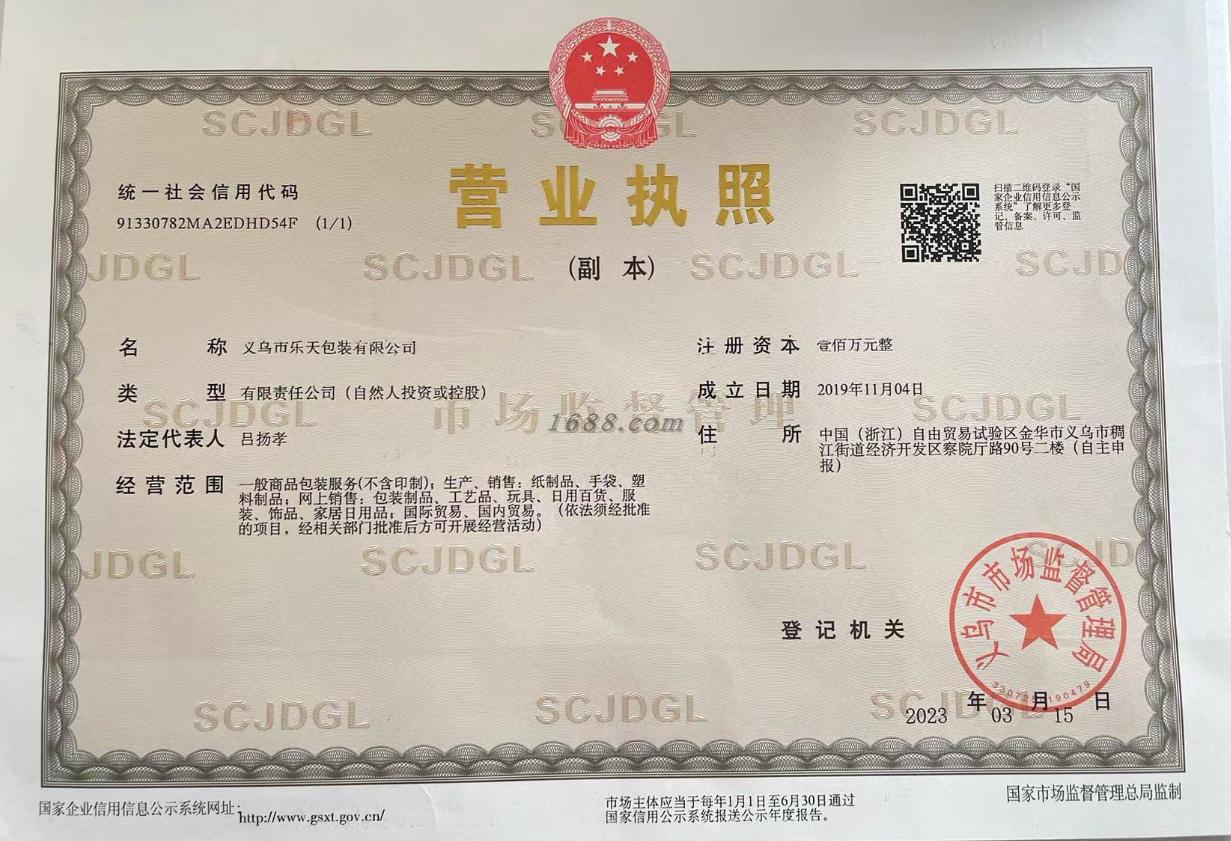 营业执照
(副 本)
统一社会信用代码
91330782MA2EDHD54F (1/1)
扫描二维码登录“国
家企业信用信息公示
系统”了解更多登
记、备案、许可、监
管信息
名 称 义乌市乐天包装有限公司
类 型 有限责任公司（自然人投资或控股）
法定代表人 吕扬孝
经营范围 一般商品包装服务(不含印制)；生产、销售：纸制品、手袋、塑
料制品；网上销售：包装制品、工艺品、玩具、日用百货、服
装、饰品、家居日用品；国际贸易、国内贸易。（依法须经批准
的项目，经相关部门批准后方可开展经营活动）
注册资本 壹佰万元整
成立日期 2019年11月04日
住 所 中国（浙江）自由贸易试验区金华市义乌市稠
江街道经济开发区察院厅路90号二楼（自主申
报）
SCJDGL
市场监督管理
1688.com
登记机关
义乌市市场监督管理局
2023 年 03 月 15 日
国家企业信用信息公示系统网址：http://www.gsxt.gov.cn/
市场主体应当于每年1月1日至6月30日通过
国家信用公示系统报送公示年度报告。
国家市场监督管理总局监制